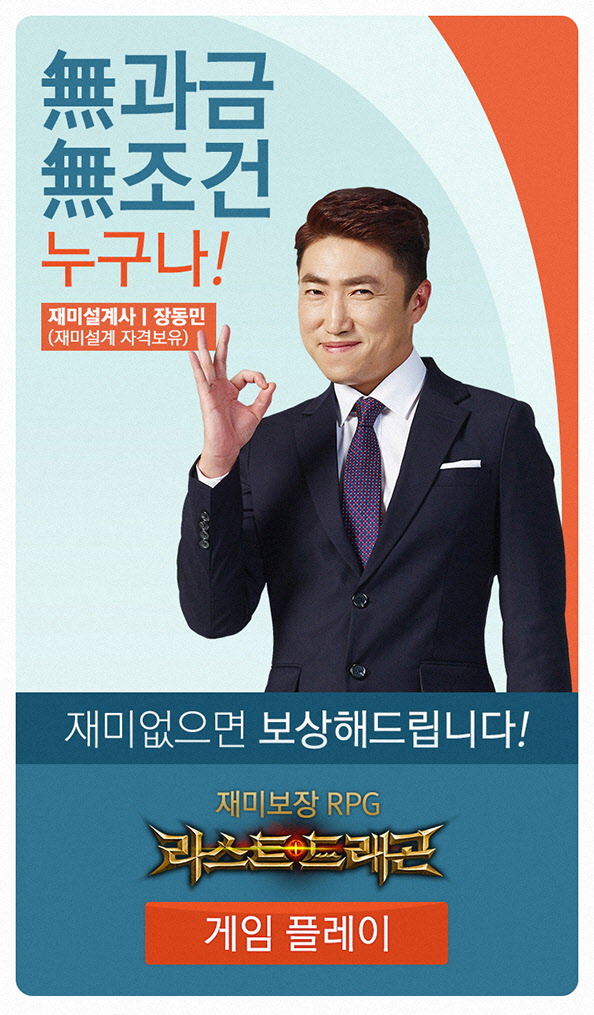 無과금
無조건
누구나!
재미설계사 | 장동민
(재미설계 자격보유)
재미없으면 보상해드립니다!
재미보장 RPG
라스트드래곤
게임 플레이